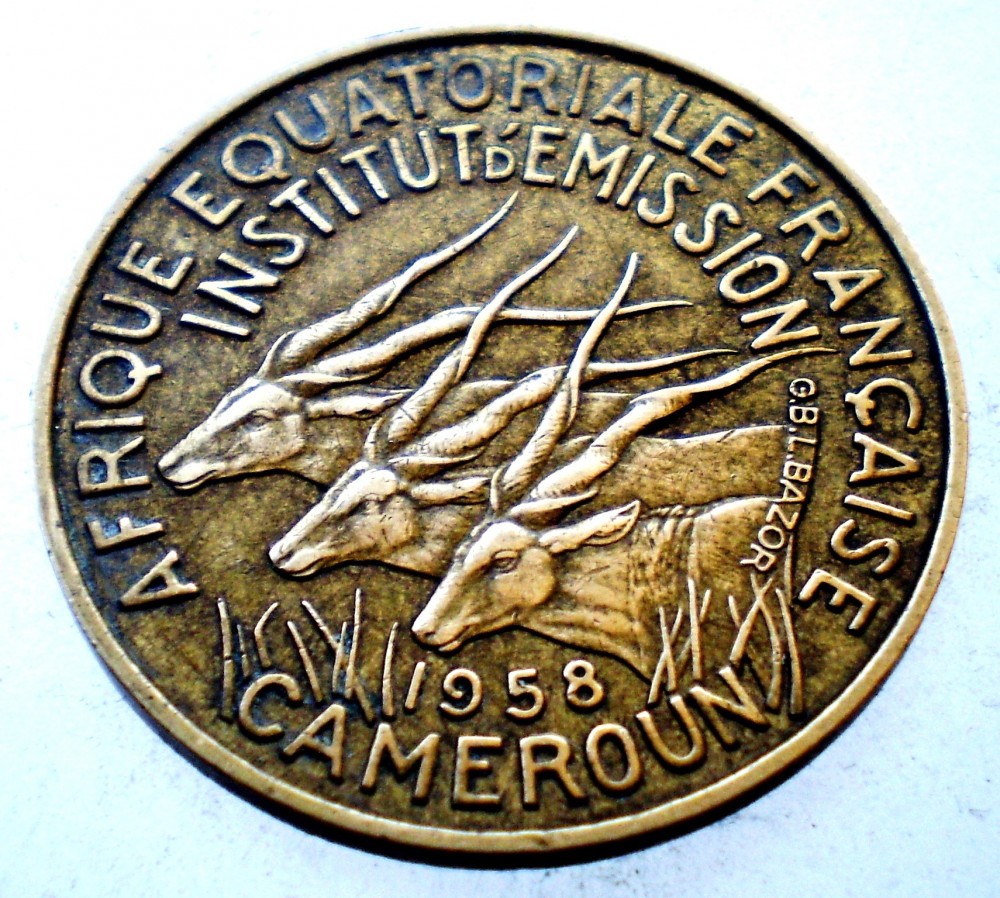 AFRIQUE EQUATORIALE FRANÇAISE
INSTITUT D'EMISSION
G.B.L.BAZOR
1958
CAMEROUN